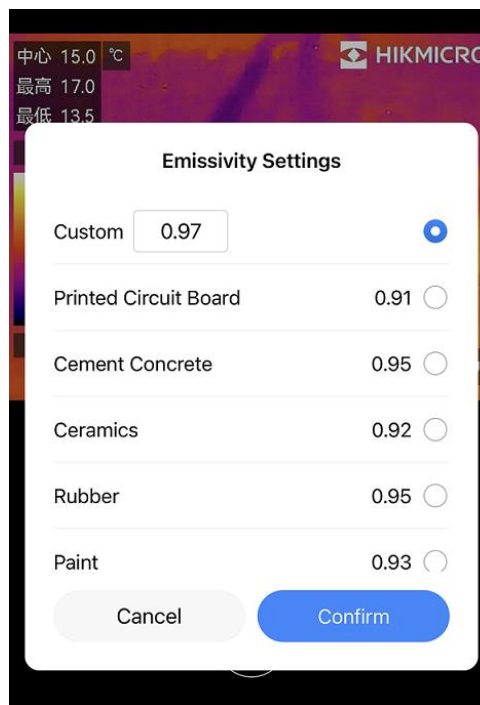 中心 15.0 ℃
HIKMICRO
最高 17.0
最低 13.5
Emissivity Settings
Custom 0.97
Printed Circuit Board 0.91
Cement Concrete 0.95
Ceramics 0.92
Rubber 0.95
Paint 0.93
Cancel Confirm